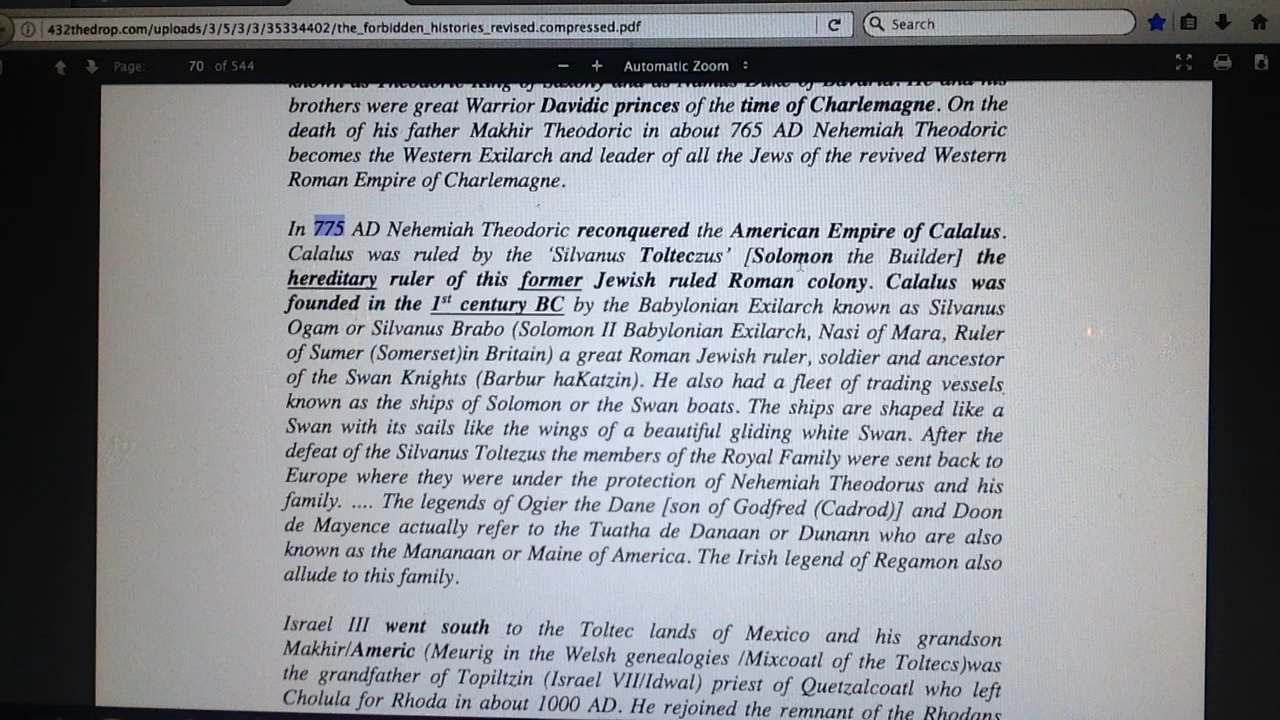 432thedrop.com/uploads/3/5/3/3/35334402/the_forbidden_histories_revised.compressed.pdf
Search
Page: 70 of 544
Automatic Zoom
known as Theodoric King of Saxony and as Naimus Duke of Bavaria. He and his
brothers were great Warrior Davidic princes of the time of Charlemagne. On the
death of his father Makhir Theodoric in about 765 AD Nehemiah Theodoric
becomes the Western Exilarch and leader of all the Jews of the revived Western
Roman Empire of Charlemagne.
In 775 AD Nehemiah Theodoric reconquered the American Empire of Calalus.
Calalus was ruled by the ‘Silvanus Tolteczus’ [Solomon the Builder] the
hereditary ruler of this former Jewish ruled Roman colony. Calalus was
founded in the 1st century BC by the Babylonian Exilarch known as Silvanus
Ogam or Silvanus Brabo (Solomon II Babylonian Exilarch, Nasi of Mara, Ruler
of Sumer (Somerset)in Britain) a great Roman Jewish ruler, soldier and ancestor
of the Swan Knights (Barbur haKatzin). He also had a fleet of trading vessels
known as the ships of Solomon or the Swan boats. The ships are shaped like a
Swan with its sails like the wings of a beautiful gliding white Swan. After the
defeat of the Silvanus Toltezus the members of the Royal Family were sent back to
Europe where they were under the protection of Nehemiah Theodorus and his
family. .... The legends of Ogier the Dane [son of Godfred (Cadrod)] and Doon
de Mayence actually refer to the Tuatha de Danaan or Dunann who are also
known as the Mananaan or Maine of America. The Irish legend of Regamon also
allude to this family.
Israel III went south to the Toltec lands of Mexico and his grandson
Makhir/Americ (Meurig in the Welsh genealogies /Mixcoatl of the Toltecs)was
the grandfather of Topiltzin (Israel VII/Idwal) priest of Quetzalcoatl who left
Cholula for Rhoda in about 1000 AD. He rejoined the remnant of the Rhodans